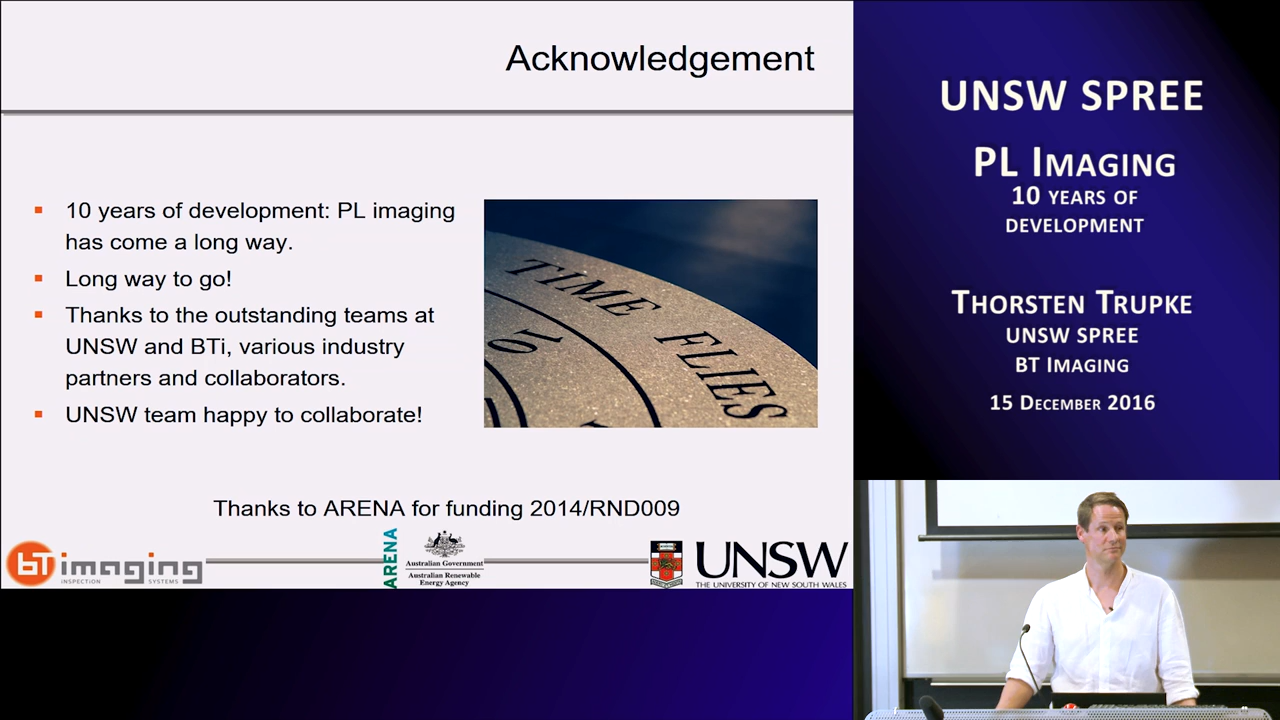 Acknowledgement
10 years of development: PL imaging
has come a long way.
Long way to go!
Thanks to the outstanding teams at
UNSW and BTi, various industry
partners and collaborators.
UNSW team happy to collaborate!
TIME FLIES
10
Thanks to ARENA for funding 2014/RND009
bT imaging
INSPECTION SYSTEMS
ARENA
Australian Government
Australian Renewable
Energy Agency
UNSW
THE UNIVERSITY OF NEW SOUTH WALES
UNSW SPREE
PL IMAGING
10 YEARS OF
DEVELOPMENT
THORSTEN TRUPKE
UNSW SPREE
BT IMAGING
15 DECEMBER 2016